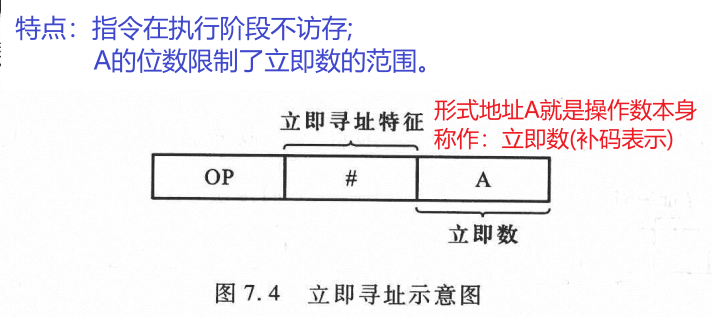 特点：指令在执行阶段不访存;
A的位数限制了立即数的范围。
形式地址A就是操作数本身
称作：立即数(补码表示)
立即寻址特征
OP # A
立即数
图 7.4 立即寻址示意图